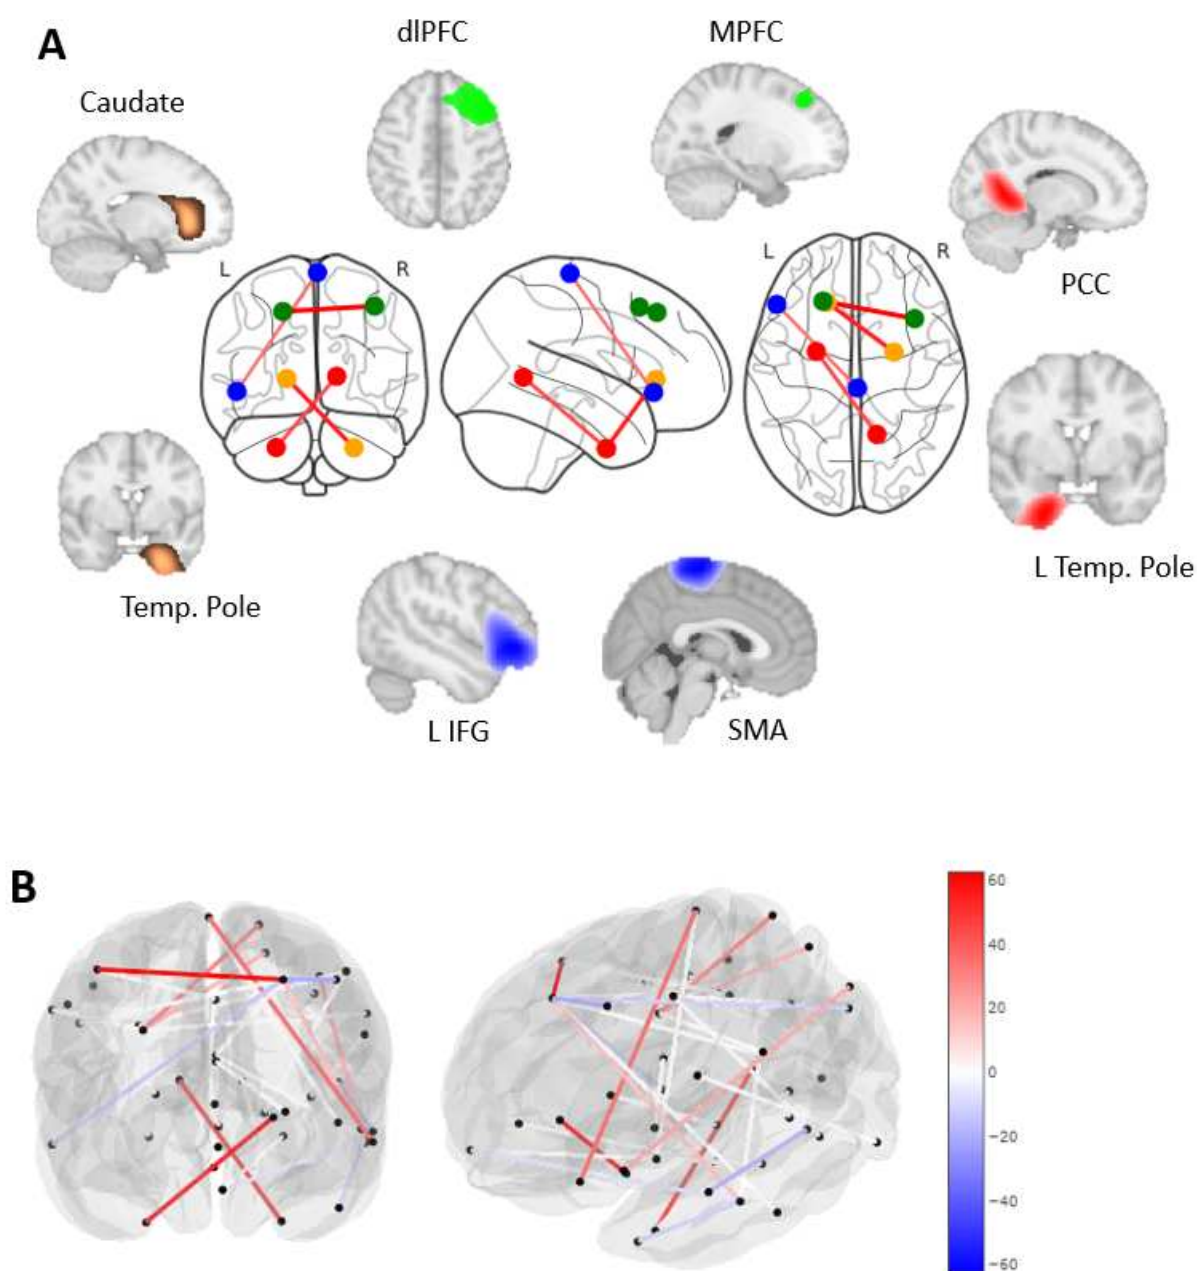 A
dlPFC
MPFC
Caudate
PCC
L
R
L
R
L Temp. Pole
Temp. Pole
L IFG
SMA
B
60
40
20
0
−20
−40
−60